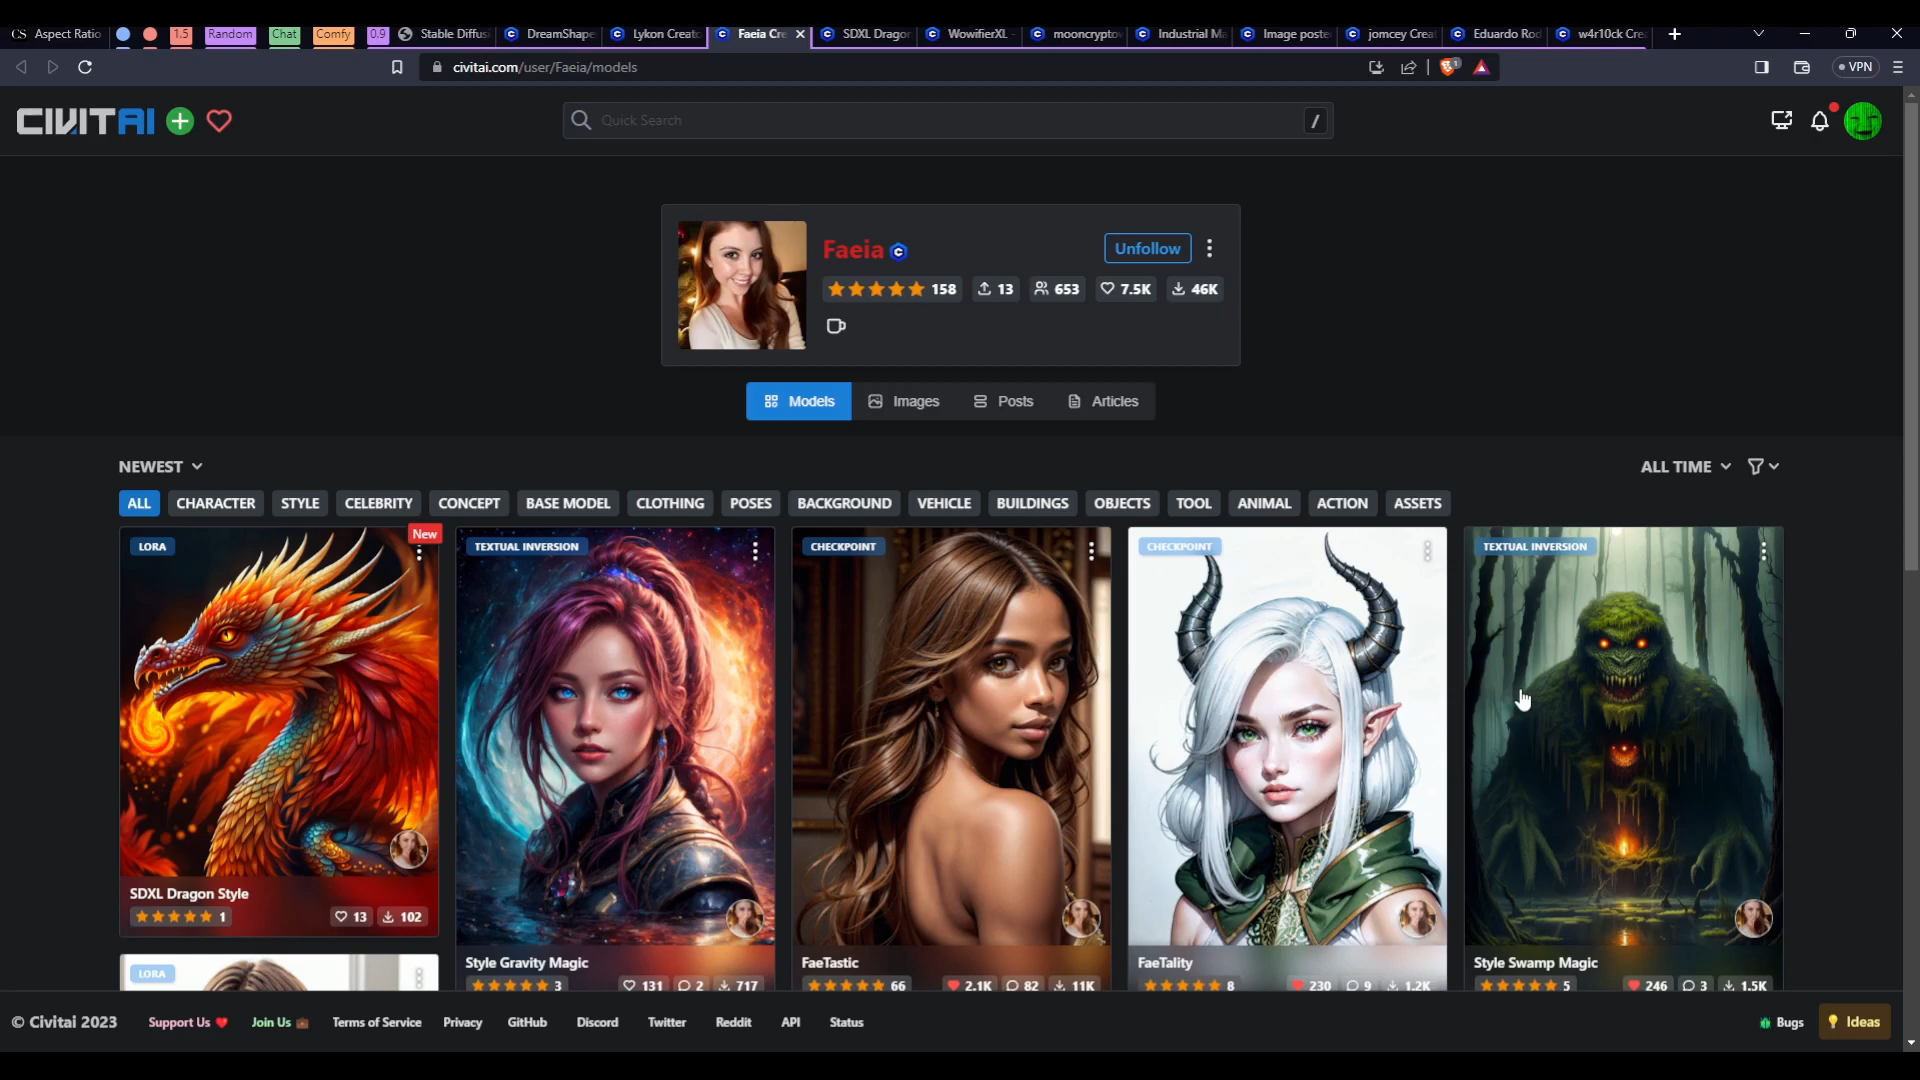 CS Aspect Ratio 1.5 Random Chat Comfy 0.9 Stable Diffus DreamShape Lykon Creato Faeia Cre SDXL Dragon WowifierXL - mooncryptow Industrial Ma Image poste jomcey Crea Eduardo Rod w4r10ck Cre
civitai.com/user/Faeia/models
1
VPN
CIVITAI
Quick Search
/
Faeia
Unfollow
158 13 653 7.5K 46K
Models Images Posts Articles
NEWEST
ALL TIME
ALL CHARACTER STYLE CELEBRITY CONCEPT BASE MODEL CLOTHING POSES BACKGROUND VEHICLE BUILDINGS OBJECTS TOOL ANIMAL ACTION ASSETS
New
LORA
TEXTUAL INVERSION
CHECKPOINT
CHECKPOINT
TEXTUAL INVERSION
SDXL Dragon Style
1 13 102
Style Gravity Magic
3 131 2 717
FaeTastic
66 2.1K 82 11K
FaeTality
8 230 9 1.2K
Style Swamp Magic
5 246 3 1.5K
LORA
© Civitai 2023 Support Us Join Us Terms of Service Privacy GitHub Discord Twitter Reddit API Status
Bugs Ideas